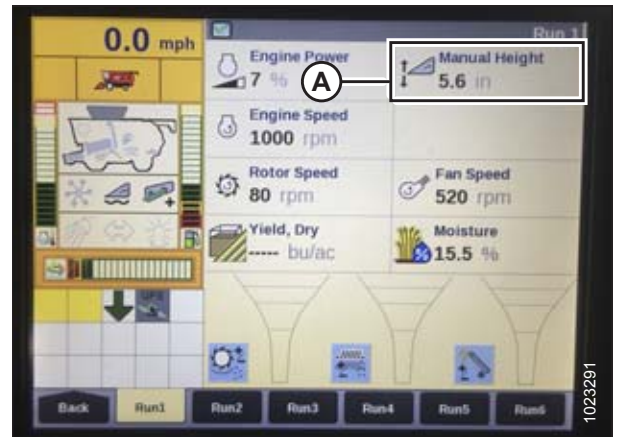 0.0 mph
Run 1
Engine Power
7 %
A
Manual Height
5.6 in
Engine Speed
1000 rpm
Rotor Speed
80 rpm
Fan Speed
520 rpm
Yield, Dry
----- bu/ac
Moisture
15.5 %
GPS
Back
Run1
Run2
Run3
Run4
Run5
Run6
1023291